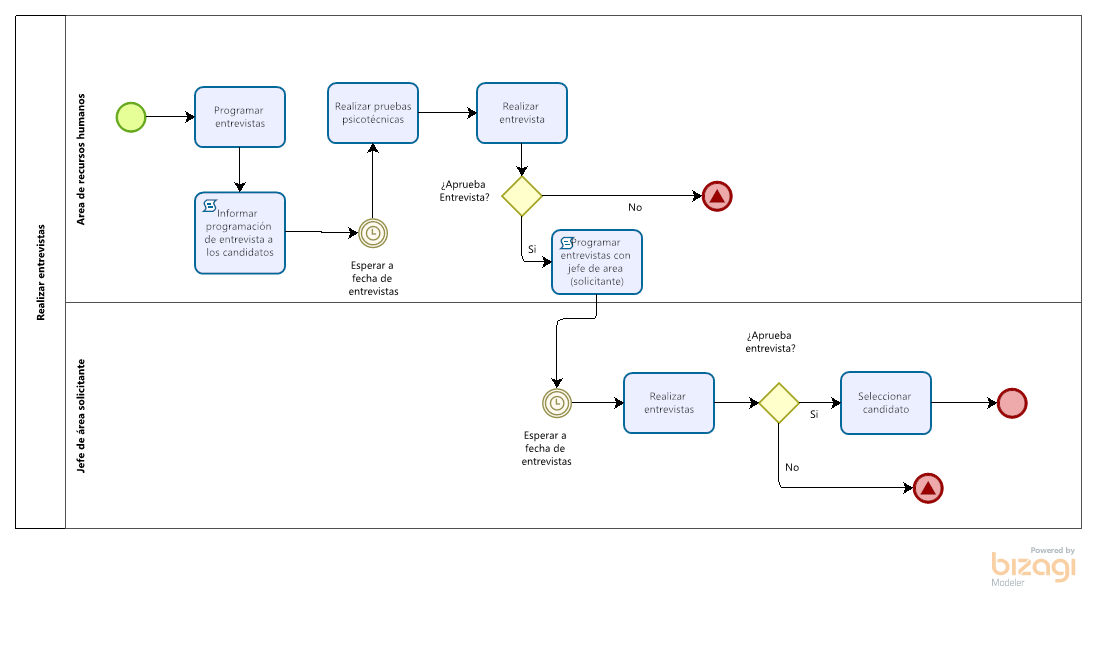 Realizar entrevistas
Area de recursos humanos
Programar
entrevistas
Informar
programación
de entrevista a
los candidatos
Esperar a
fecha de
entrevistas
Realizar pruebas
psicotécnicas
Realizar
entrevista
¿Aprueba
Entrevista?
No
Si
Programar
entrevistas con
jefe de area
(solicitante)
Jefe de área solicitante
Esperar a
fecha de
entrevistas
Realizar
entrevistas
¿Aprueba
entrevista?
Si
No
Seleccionar
candidato
Powered by
bizagi
Modeler